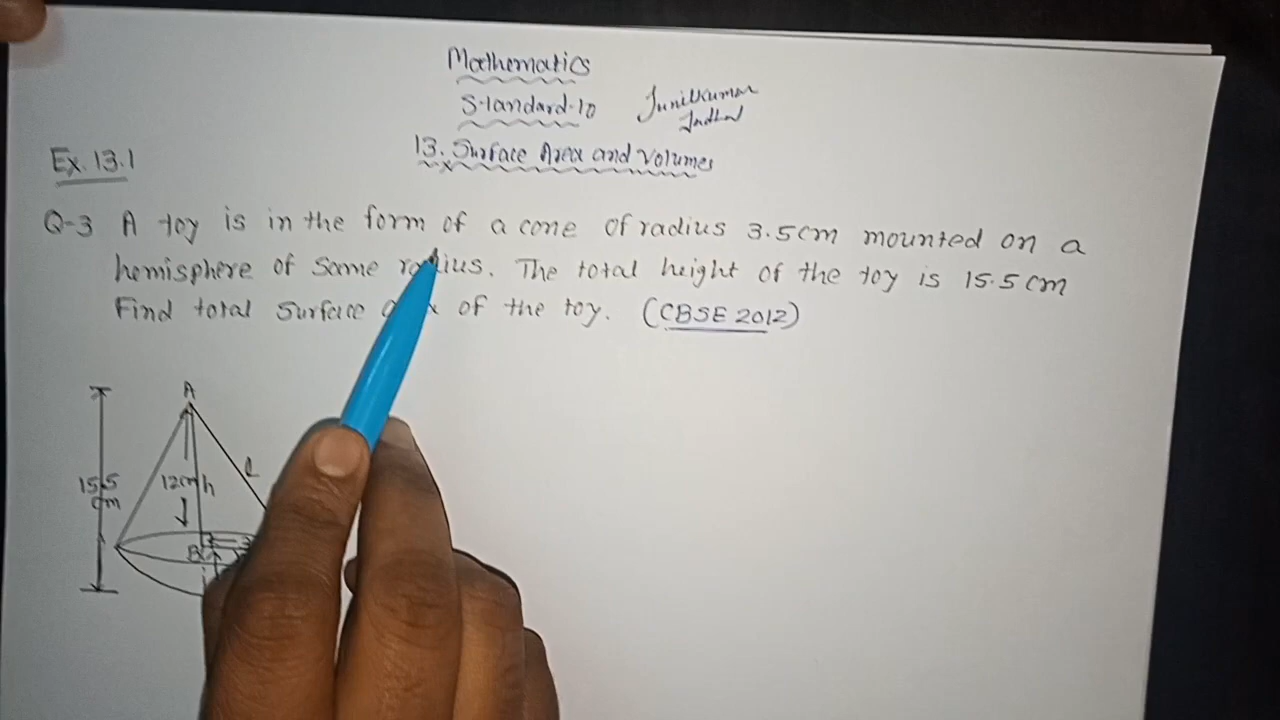 Mathematics
Standard-10
13. Surface Area and Volumes
Ex. 13.1
Q-3 A toy is in the form of a cone of radius 3.5cm mounted on a
hemisphere of same radius. The total height of the toy is 15.5cm
Find total surface of the toy. (CBSE 2012)
A
15.5
cm
12cm h
l
B